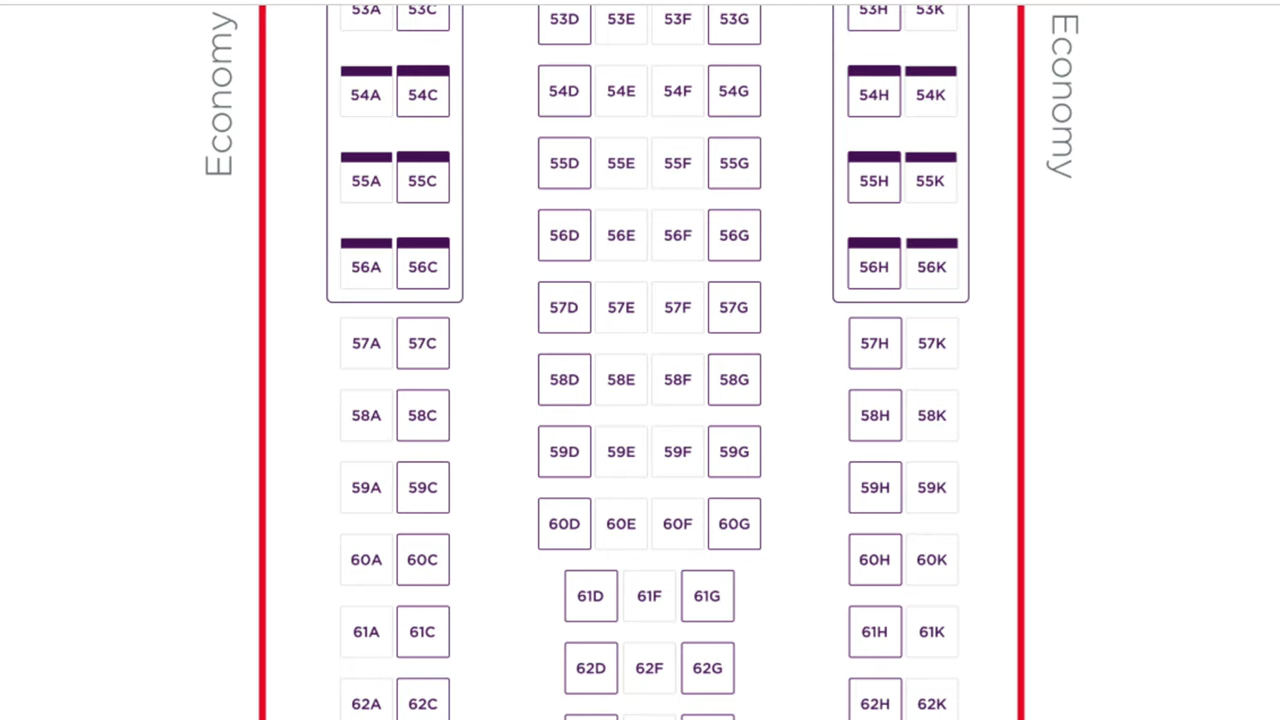 Economy
Economy
53A 53C 53D 53E 53F 53G 53H 53K
54A 54C 54D 54E 54F 54G 54H 54K
55A 55C 55D 55E 55F 55G 55H 55K
56A 56C 56D 56E 56F 56G 56H 56K
57A 57C 57D 57E 57F 57G 57H 57K
58A 58C 58D 58E 58F 58G 58H 58K
59A 59C 59D 59E 59F 59G 59H 59K
60A 60C 60D 60E 60F 60G 60H 60K
61A 61C 61D 61F 61G 61H 61K
62A 62C 62D 62F 62G 62H 62K